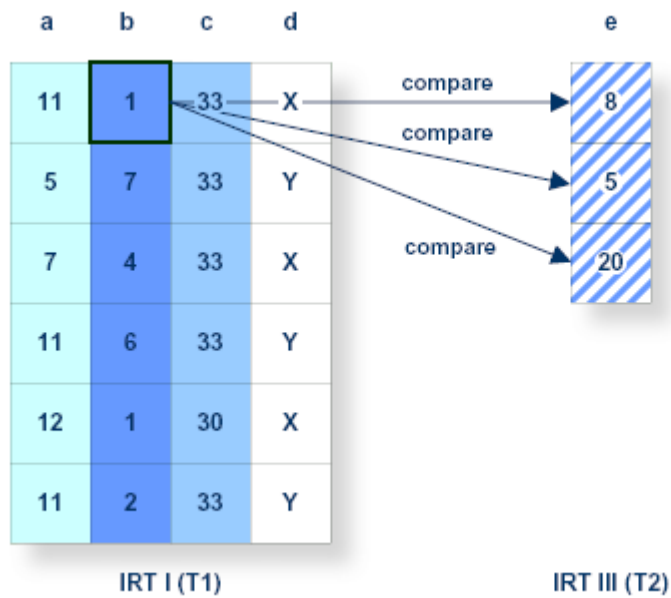 a b c d e
11 1 33 X compare 8
compare
5 7 33 Y 5
7 4 33 X compare 20
11 6 33 Y
12 1 30 X
11 2 33 Y
IRT I (T1) IRT III (T2)